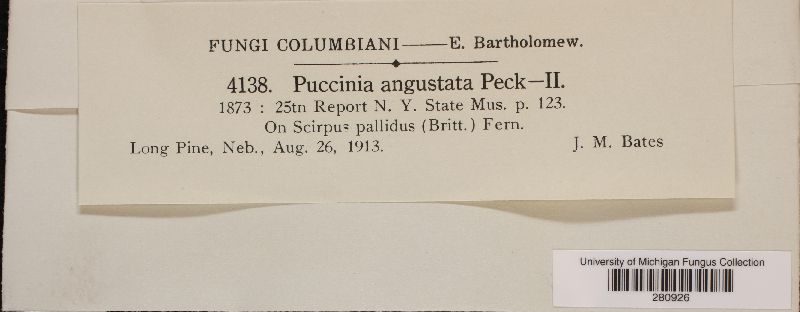 FUNGI COLUMBIANI—E. Bartholomew.
4138. Puccinia angustata Peck—II.
1873 : 25tn Report N. Y. State Mus. p. 123.
On Scirpus pallidus (Britt.) Fern.
Long Pine, Neb., Aug. 26, 1913. J. M. Bates
University of Michigan Fungus Collection
280926